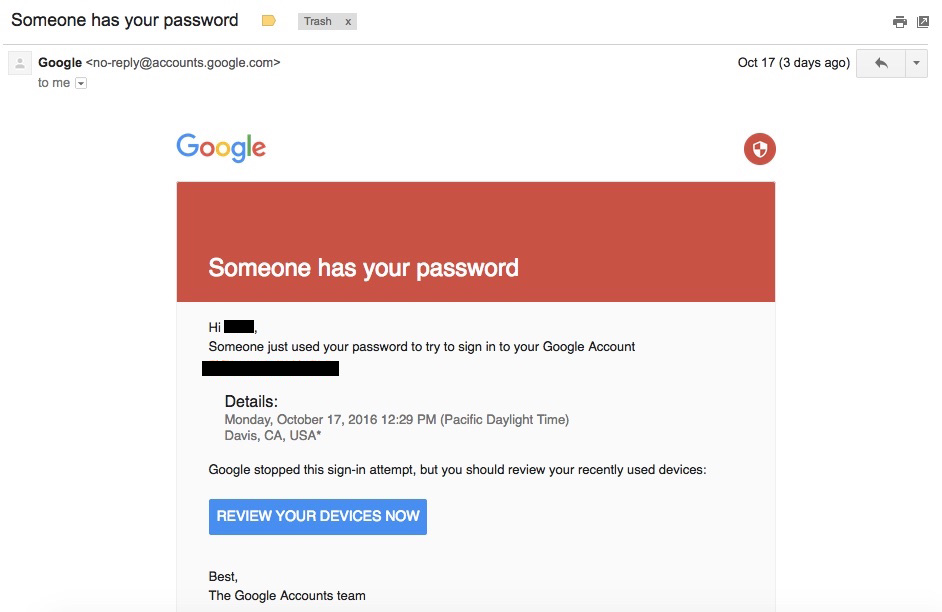 Someone has your password
Trash x
Google <no-reply@accounts.google.com>
Oct 17 (3 days ago)
to me
Google
Someone has your password
Hi ,
Someone just used your password to try to sign in to your Google Account
Details:
Monday, October 17, 2016 12:29 PM (Pacific Daylight Time)
Davis, CA, USA*
Google stopped this sign-in attempt, but you should review your recently used devices:
REVIEW YOUR DEVICES NOW
Best,
The Google Accounts team